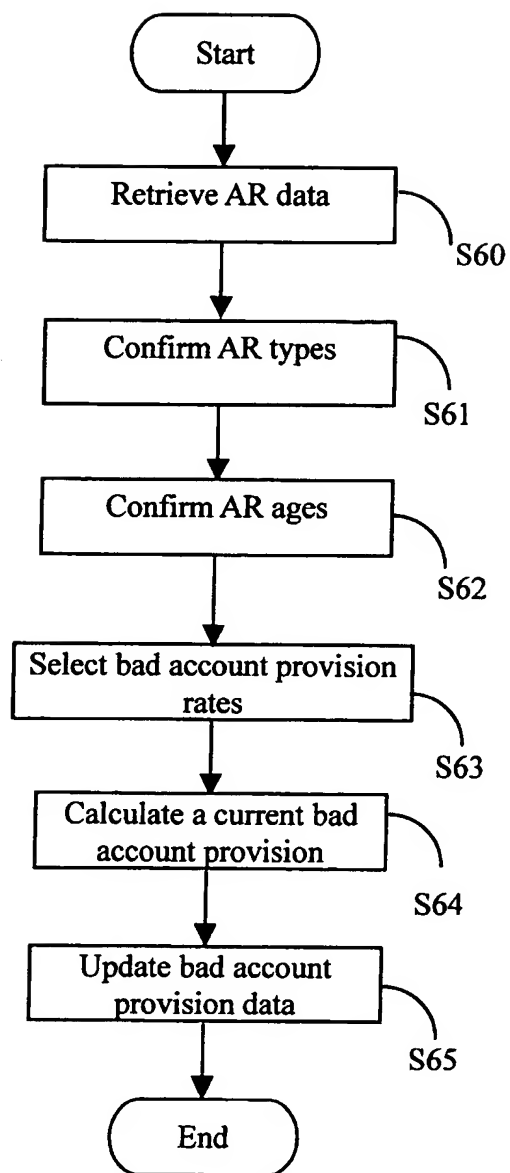 Start
Retrieve AR data
S60
Confirm AR types
S61
Confirm AR ages
S62
Select bad account provision
rates
S63
Calculate a current bad
account provision
S64
Update bad account
provision data
S65
End